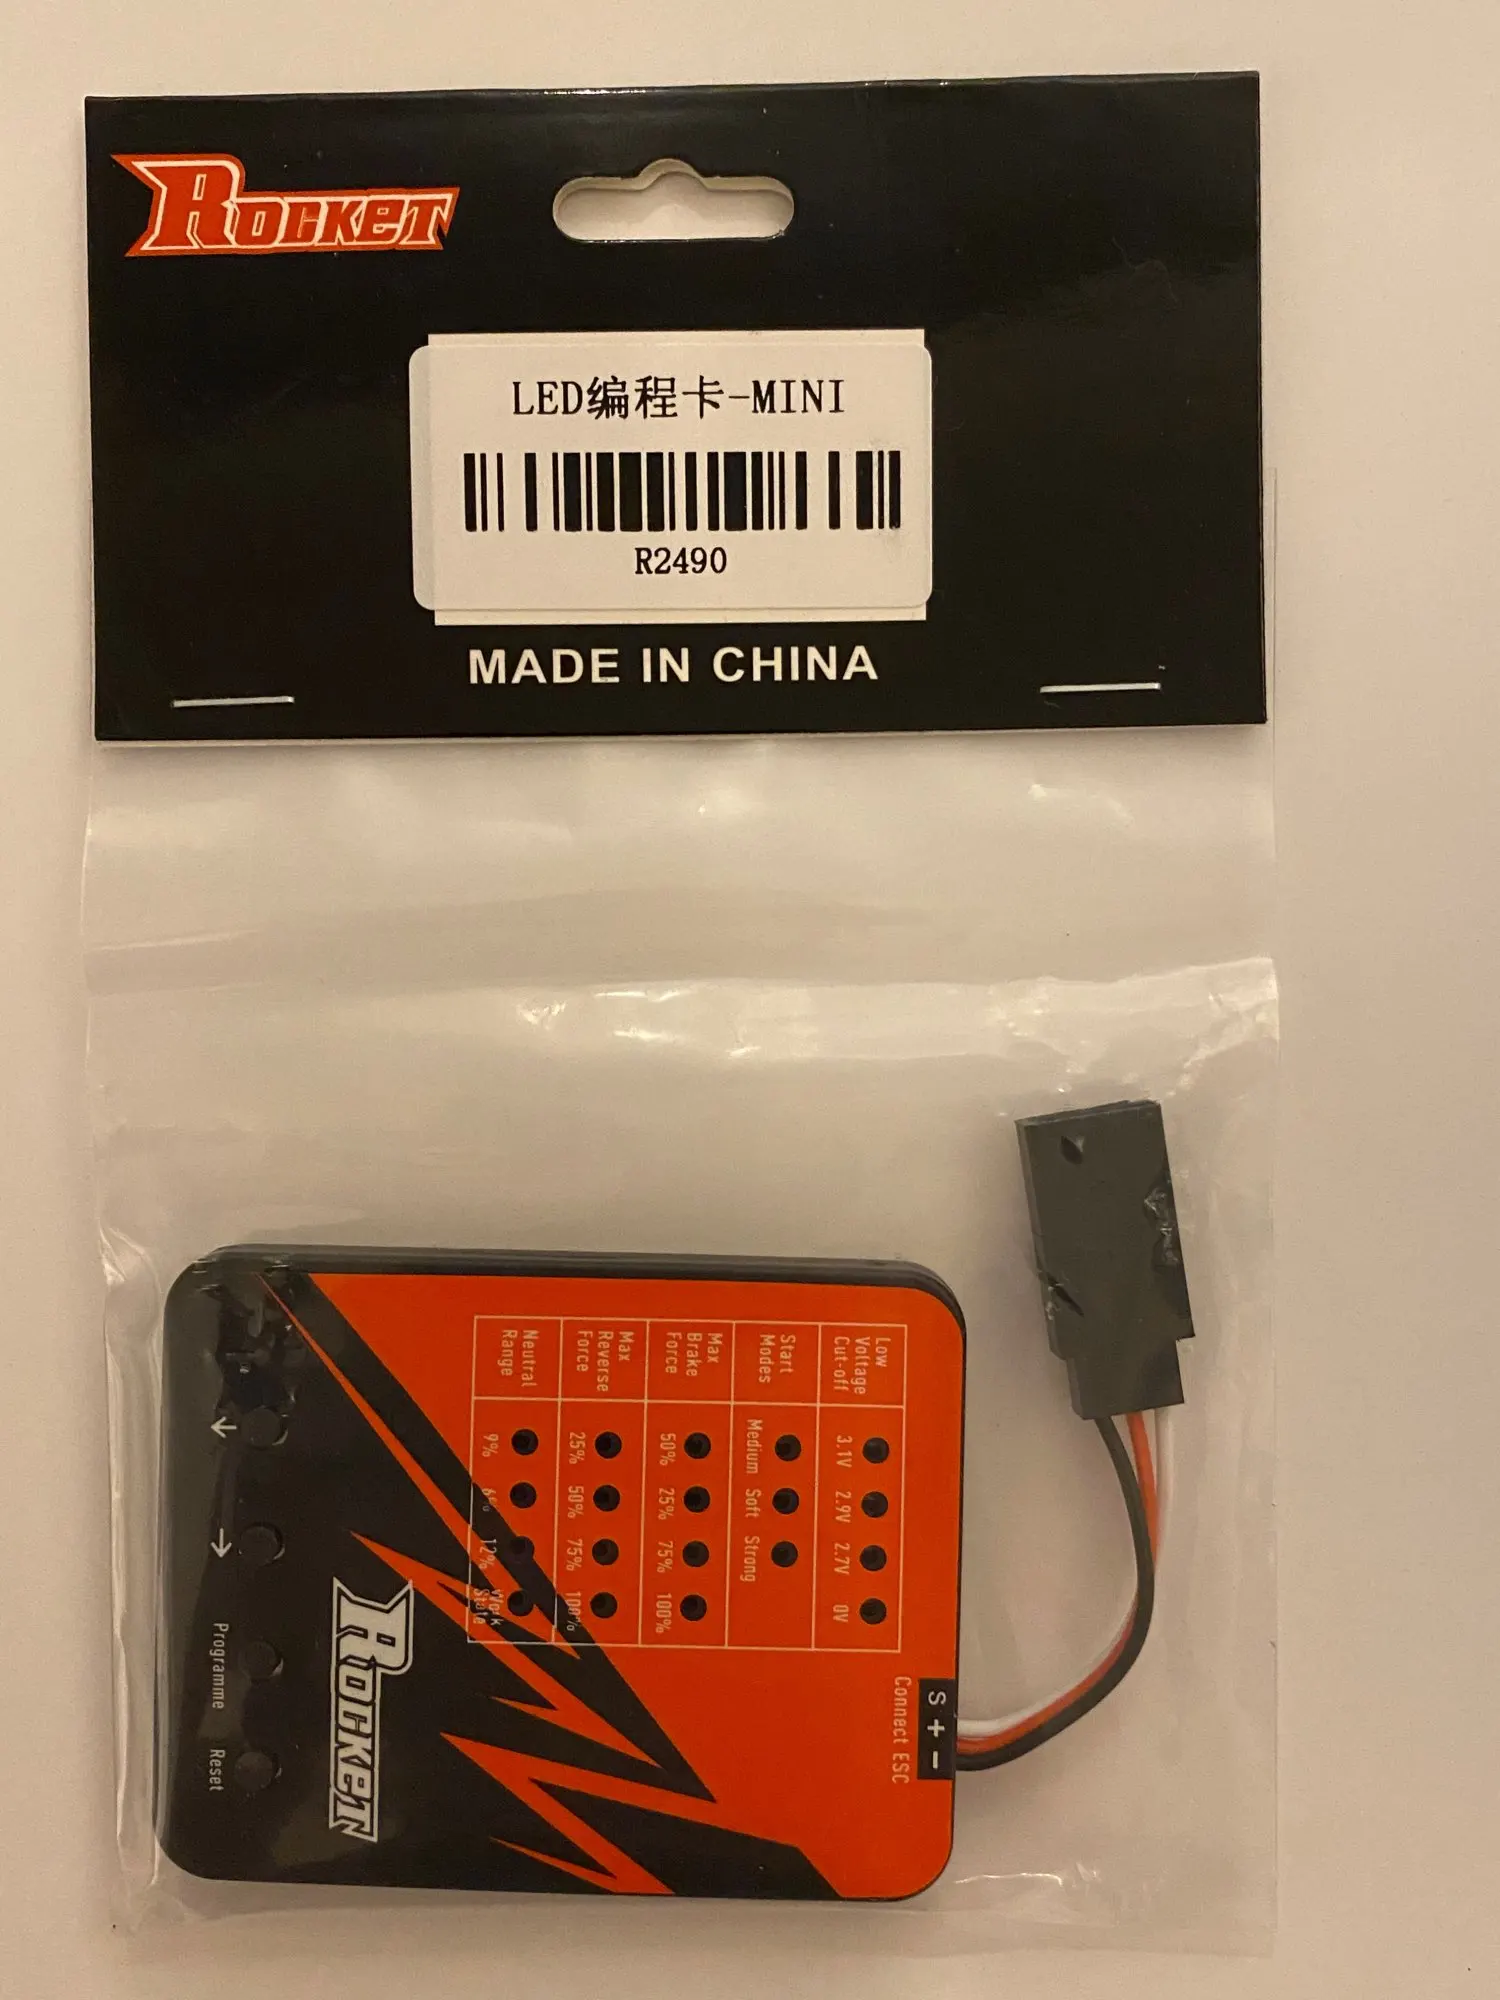 ROCKET
LED编程卡-MINI
R2490
MADE IN CHINA
Low
Voltage
Cut-off
3.1V 2.9V 2.7V 0V
Start
Modes
Medium Soft Strong
Max
Brake
Force
50% 25% 75% 100%
Max
Reverse
Force
25% 50% 75% 100%
Neutral
Range
9% 6% 12% Work
State
S + -
Connect ESC
ROCKET
← → Programme Reset